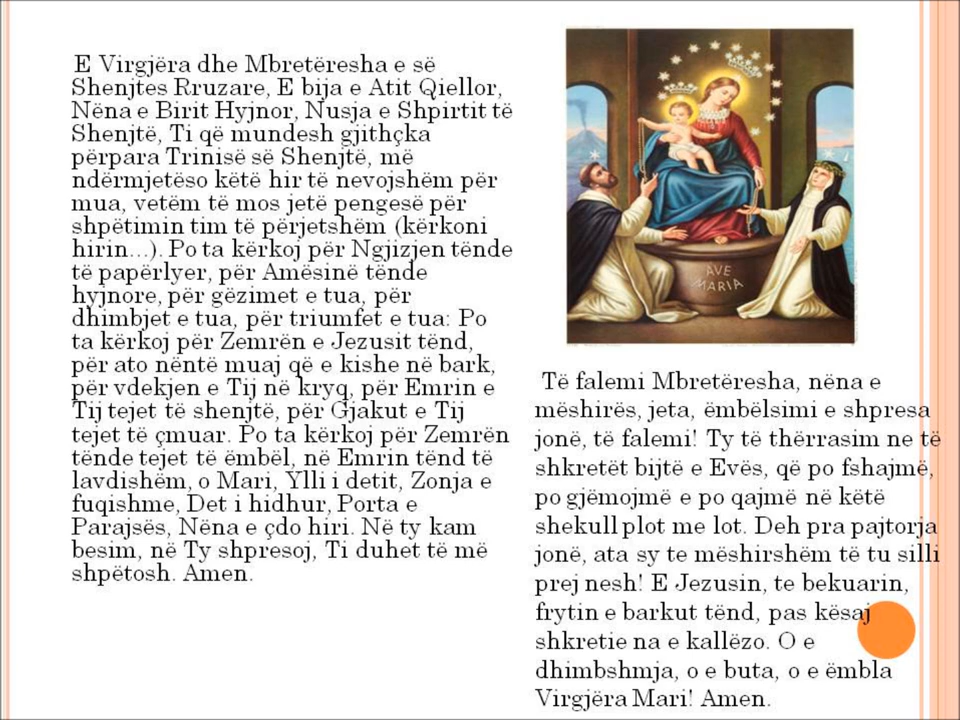 E Virgjëra dhe Mbretëresha e së
Shenjtes Rruzare, E bija e Atit Qiellor,
Nëna e Birit Hyjnor, Nusja e Shpirtit të
Shenjtë, Ti që mundesh gjithçka
përpara Trinisë së Shenjtë, më
ndërmjetëso këtë hir të nevojshëm për
mua, vetëm të mos jetë pengesë për
shpëtimin tim të përjetshëm (kërkoni
hirin...). Po ta kërkoj për Ngjizjen tënde
të papërlyer, për Amësinë tënde
hyjnore, për gëzimet e tua, për
dhimbjet e tua, për triumfet e tua: Po
ta kërkoj për Zemrën e Jezusit tënd,
për ato nëntë muaj që e kishe në bark,
për vdekjen e Tij në kryq, për Emrin e
Tij tejet të shenjtë, për Gjakut e Tij
tejet të çmuar. Po ta kërkoj për Zemrën
tënde tejet të ëmbël, në Emrin tënd të
lavdishëm, o Mari, Ylli i detit, Zonja e
fuqishme, Det i hidhur, Porta e
Parajsës, Nëna e çdo hiri. Në ty kam
besim, në Ty shpresoj, Ti duhet të më
shpëtosh. Amen.
AVE
MARIA
Të falemi Mbretëresha, nëna e
mëshirës, jeta, ëmbëlsimi e shpresa
jonë, të falemi! Ty të thërrasim ne të
shkretët bijtë e Evës, që po fshajmë,
po gjëmojmë e po qajmë në këtë
shekull plot me lot. Deh pra pajtorja
jonë, ata sy te mëshirshëm të tu silli
prej nesh! E Jezusin, te bekuarin,
frytin e barkut tënd, pas kësaj
shkretie na e kallëzo. O e
dhimbshmja, o e buta, o e ëmbla
Virgjëra Mari! Amen.